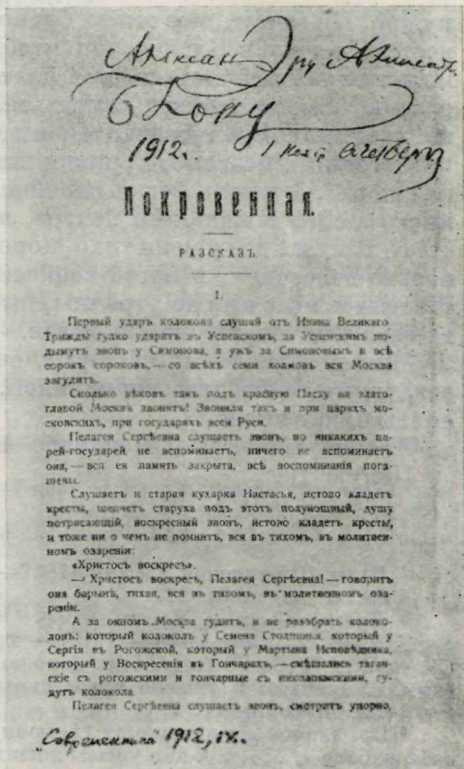 Александру Александр.
Блоку
1912. 1 четверг
Покровенная.
РАЗСКАЗЪ.
I.
Первый ударъ колокола слушай отъ Ивана Великаго
Трижды гулко ударятъ въ Успенскомъ, за Успенскимъ по-
дымутъ звонъ у Симонова, а ужъ за Симоновымъ и всѣ
сорокъ сороковъ, — со всѣхъ семи холмовъ вся Москва
загудитъ.
Сколько вѣковъ такъ подъ красную Пасху на злато-
главой Москвѣ звонятъ! Звонили такъ и при царяхъ мо-
сковскихъ, при государяхъ всея Руси.
Пелагея Сергѣевна слушаетъ звонъ, но никакихъ ца-
рей-государей не вспоминаетъ, ничего не вспоминаетъ
она, — вся ея память закрыта, всѣ воспоминанія пога-
шены.
Слушаетъ и старая кухарка Настасья, истово кладетъ
кресты, шепчетъ старуха подъ этотъ полунощный, душу
потрясающій, воскресный звонъ, истово кладетъ кресты,
и тоже ни о чемъ не помнитъ, вся въ тихомъ, въ молитвен-
номъ озареніи:
«Христосъ воскресъ».
— Христосъ воскресъ, Пелагея Сергѣевна! — говоритъ
она барынѣ, тихая, вся въ тихомъ, въ молитвенномъ оза-
реніи.
А за окномъ Москва гудитъ, и не разобрать колоко-
ловъ: который колоколъ у Семена Столпника, который у
Сергія въ Рогожской, который у Мартына Исповѣдника,
который у Воскресенія въ Гончарахъ, — смѣшались таган-
скіе съ рогожскими и гончарные съ николоямскими, гу-
дутъ колокола.
Пелагея Сергѣевна слушаетъ звонъ, смотритъ упорно,
„Современникъ" 1912, IX.